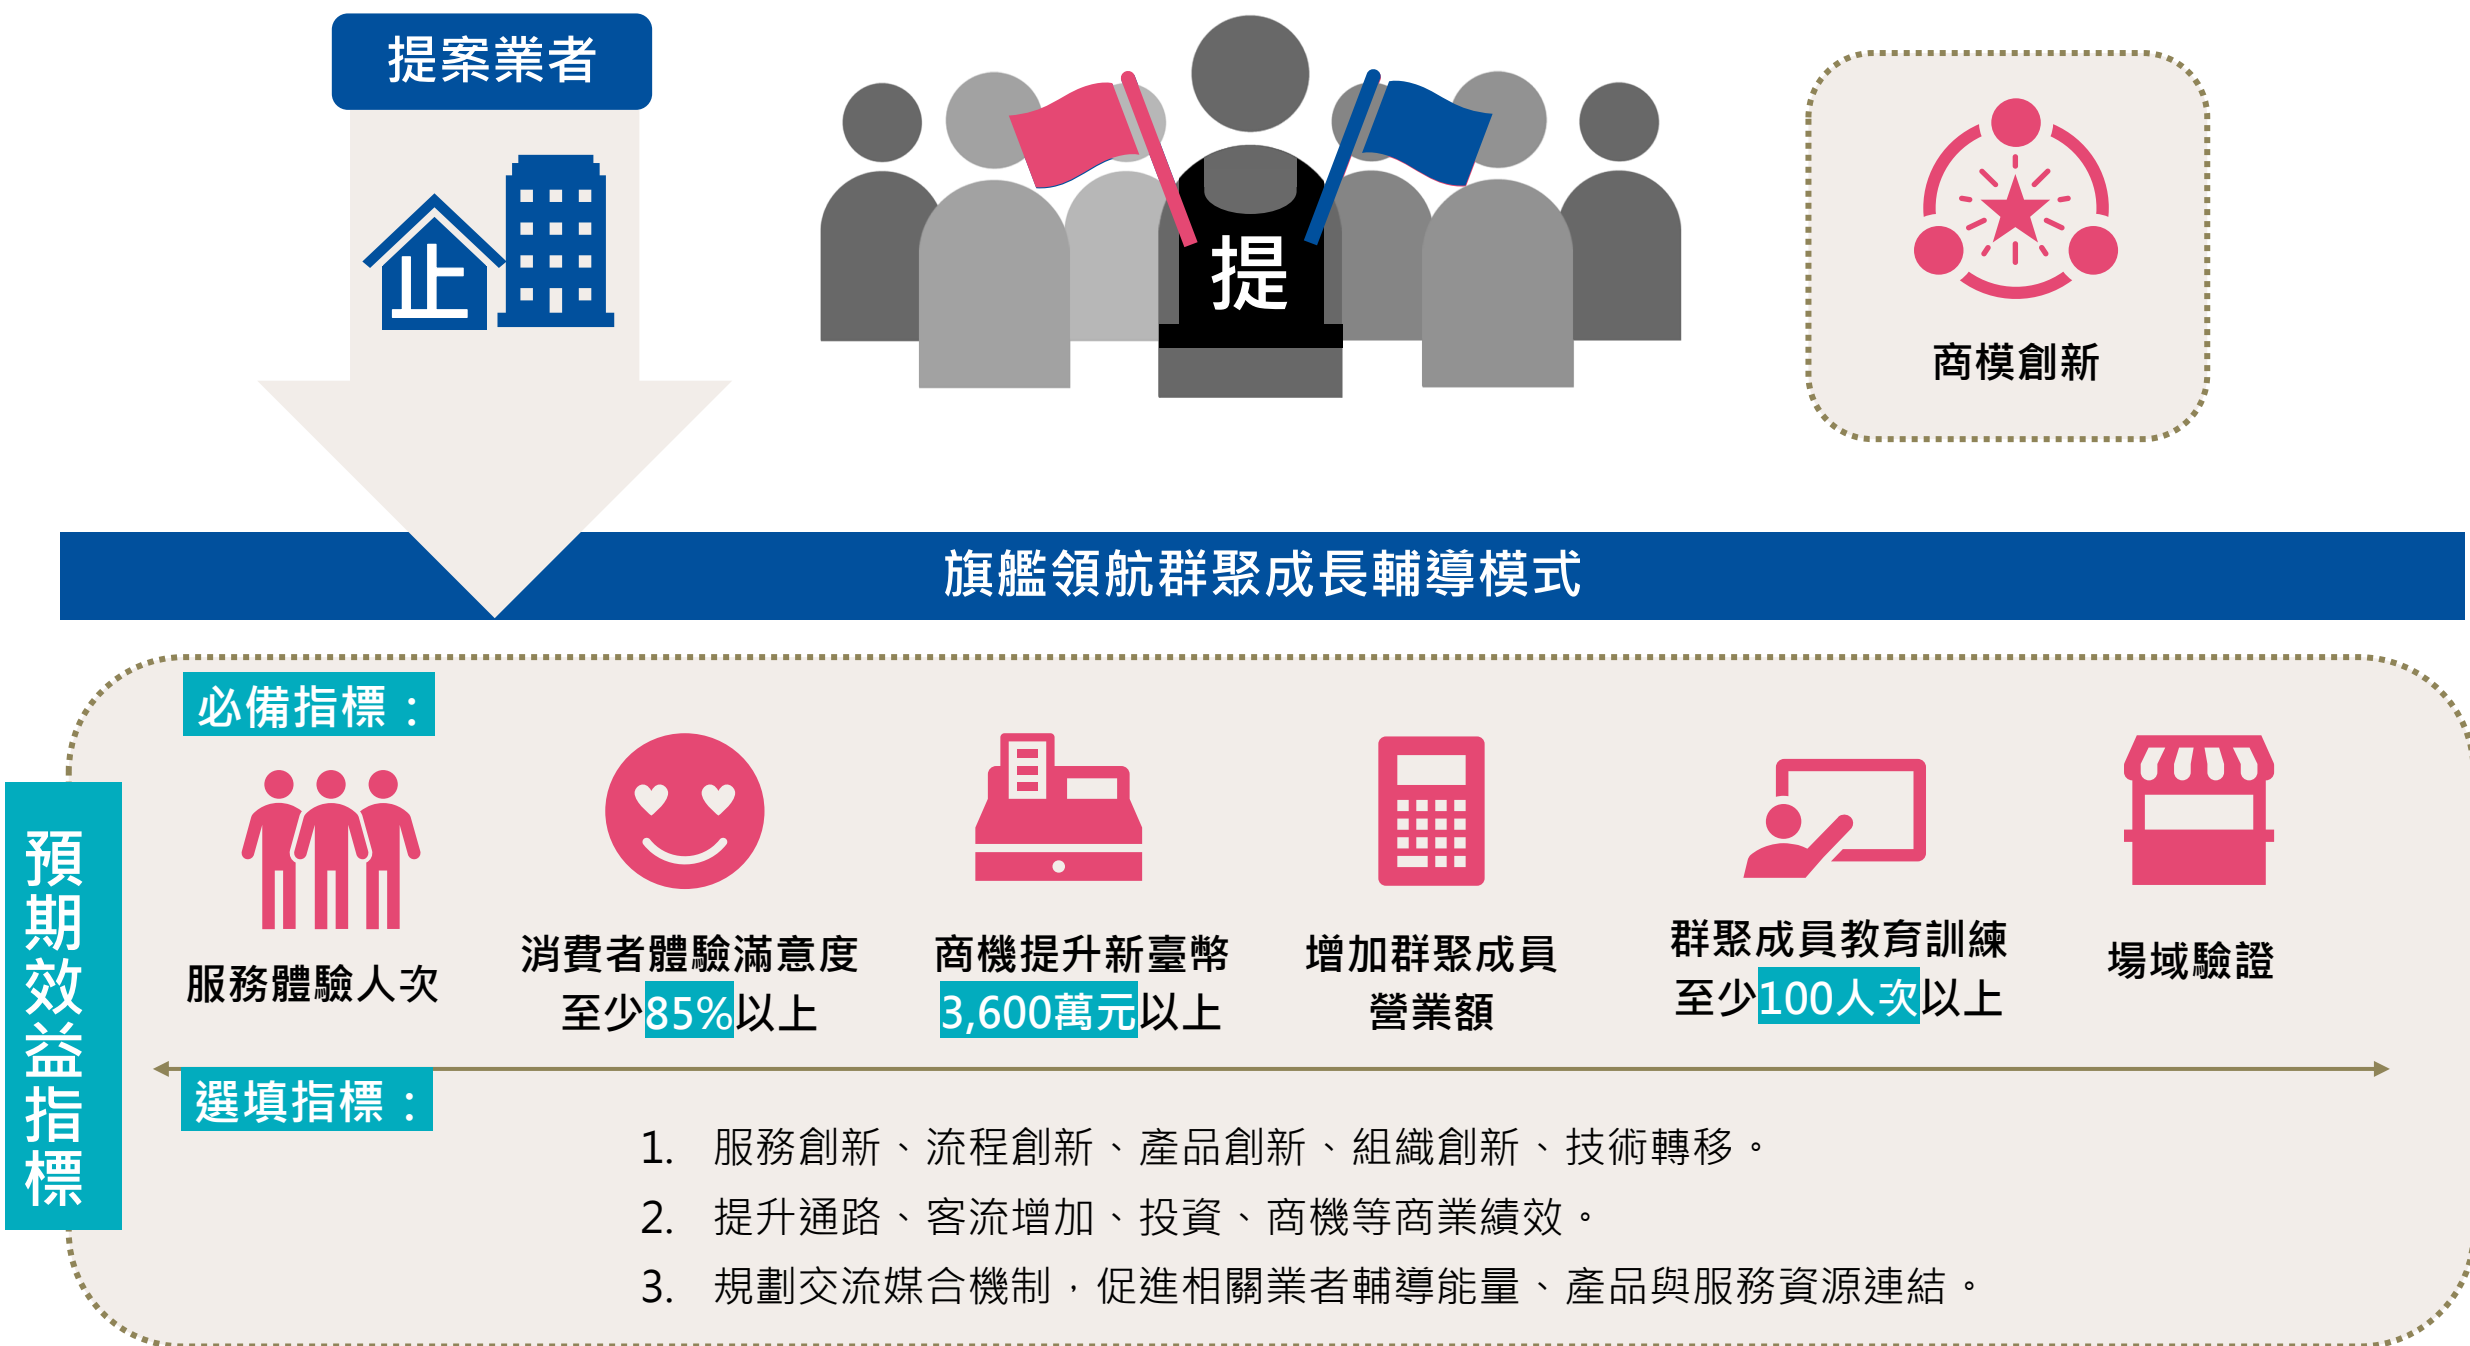 提案業者
止
提
商模創新
旗艦領航群聚成長輔導模式
預期效益指標
必備指標：
服務體驗人次
消費者體驗滿意度
至少85%以上
商機提升新臺幣
3,600萬元以上
增加群聚成員
營業額
群聚成員教育訓練
至少100人次以上
場域驗證
選填指標：
1. 服務創新、流程創新、產品創新、組織創新、技術轉移。
2. 提升通路、客流增加、投資、商機等商業績效。
3. 規劃交流媒合機制，促進相關業者輔導能量、產品與服務資源連結。